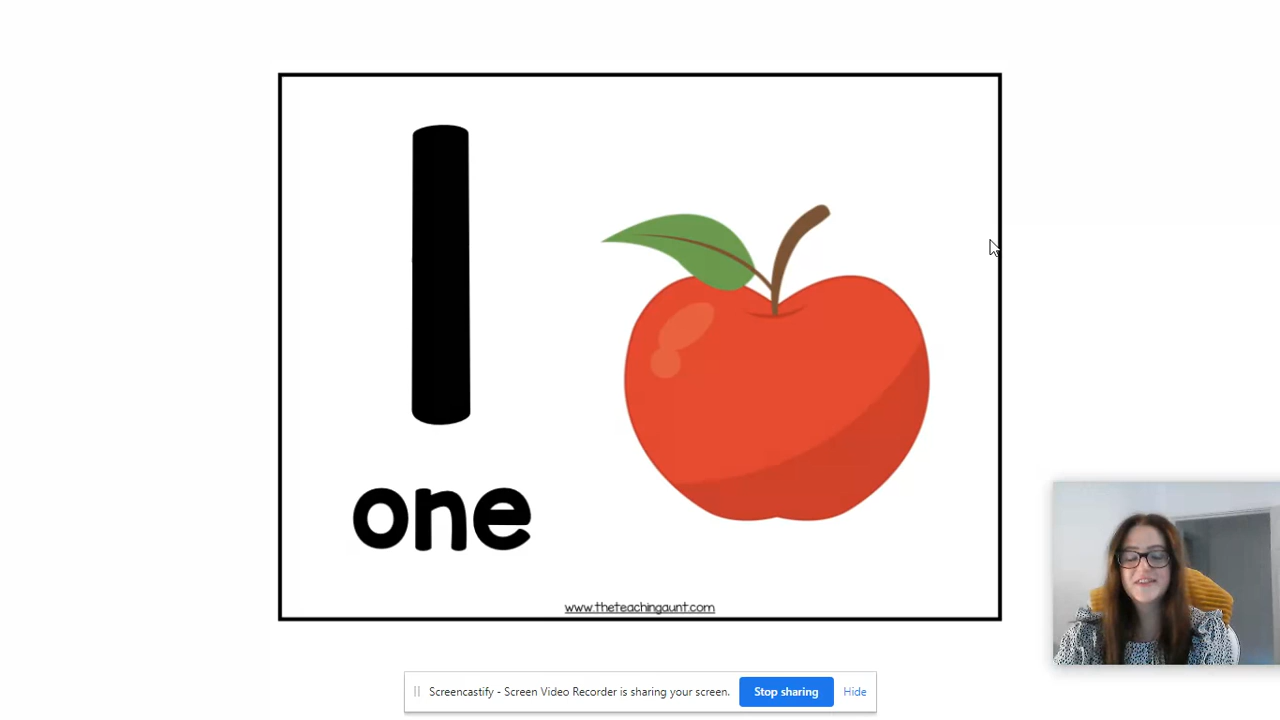 1
one
www.theteachingaunt.com
Screencastify - Screen Video Recorder is sharing your screen. Stop sharing Hide